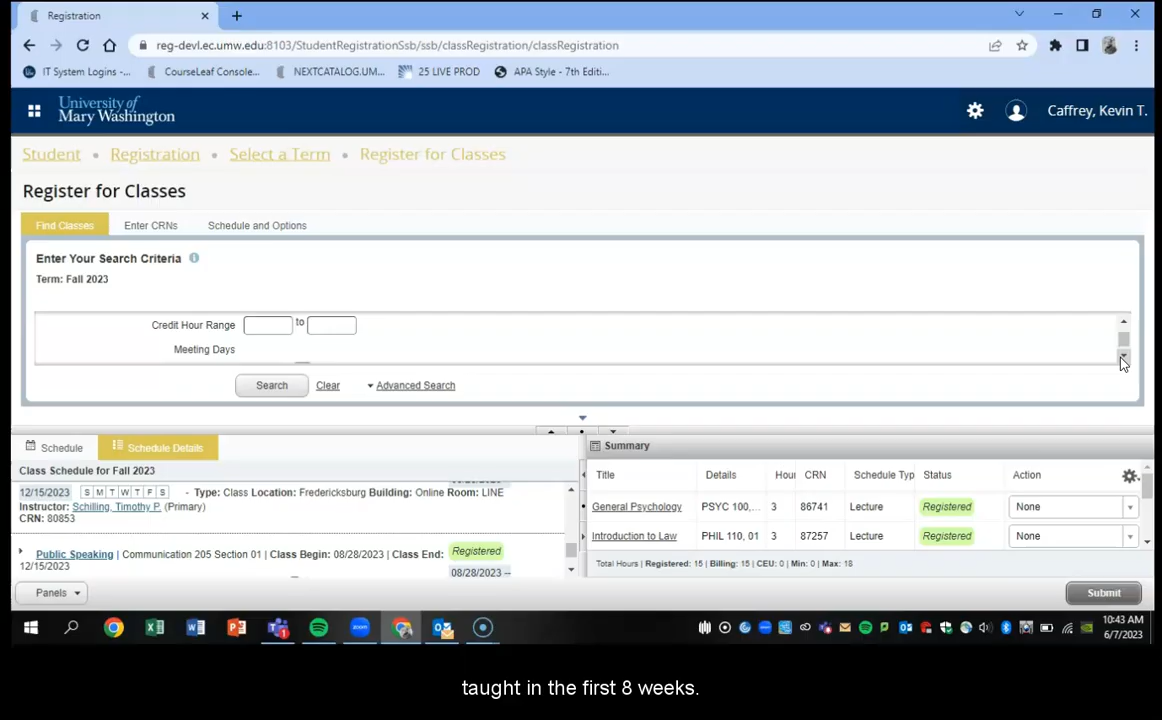 Registration
reg-devl.ec.umw.edu:8103/StudentRegistrationSsb/ssb/classRegistration/classRegistration
IT System Logins -... CourseLeaf Console... NEXTCATALOG.UM... 25 LIVE PROD APA Style - 7th Editi...
University of
Mary Washington
Caffrey, Kevin T.
Student • Registration • Select a Term • Register for Classes
Register for Classes
Find Classes Enter CRNs Schedule and Options
Enter Your Search Criteria
Term: Fall 2023
Credit Hour Range to
Meeting Days
Search Clear Advanced Search
Schedule Schedule Details
Class Schedule for Fall 2023
12/15/2023 S M T W T F S - Type: Class Location: Fredericksburg Building: Online Room: LINE
Instructor: Schilling, Timothy P. (Primary)
CRN: 80853
Public Speaking | Communication 205 Section 01 | Class Begin: 08/28/2023 | Class End:
12/15/2023
Registered
08/28/2023 --
Summary
Title Details Hour CRN Schedule Typ Status Action
General Psychology PSYC 100,... 3 86741 Lecture Registered None
Introduction to Law PHIL 110, 01 3 87257 Lecture Registered None
Total Hours | Registered: 15 | Billing: 15 | CEU: 0 | Min: 0 | Max: 18
Panels
Submit
10:43 AM
6/7/2023
taught in the first 8 weeks.